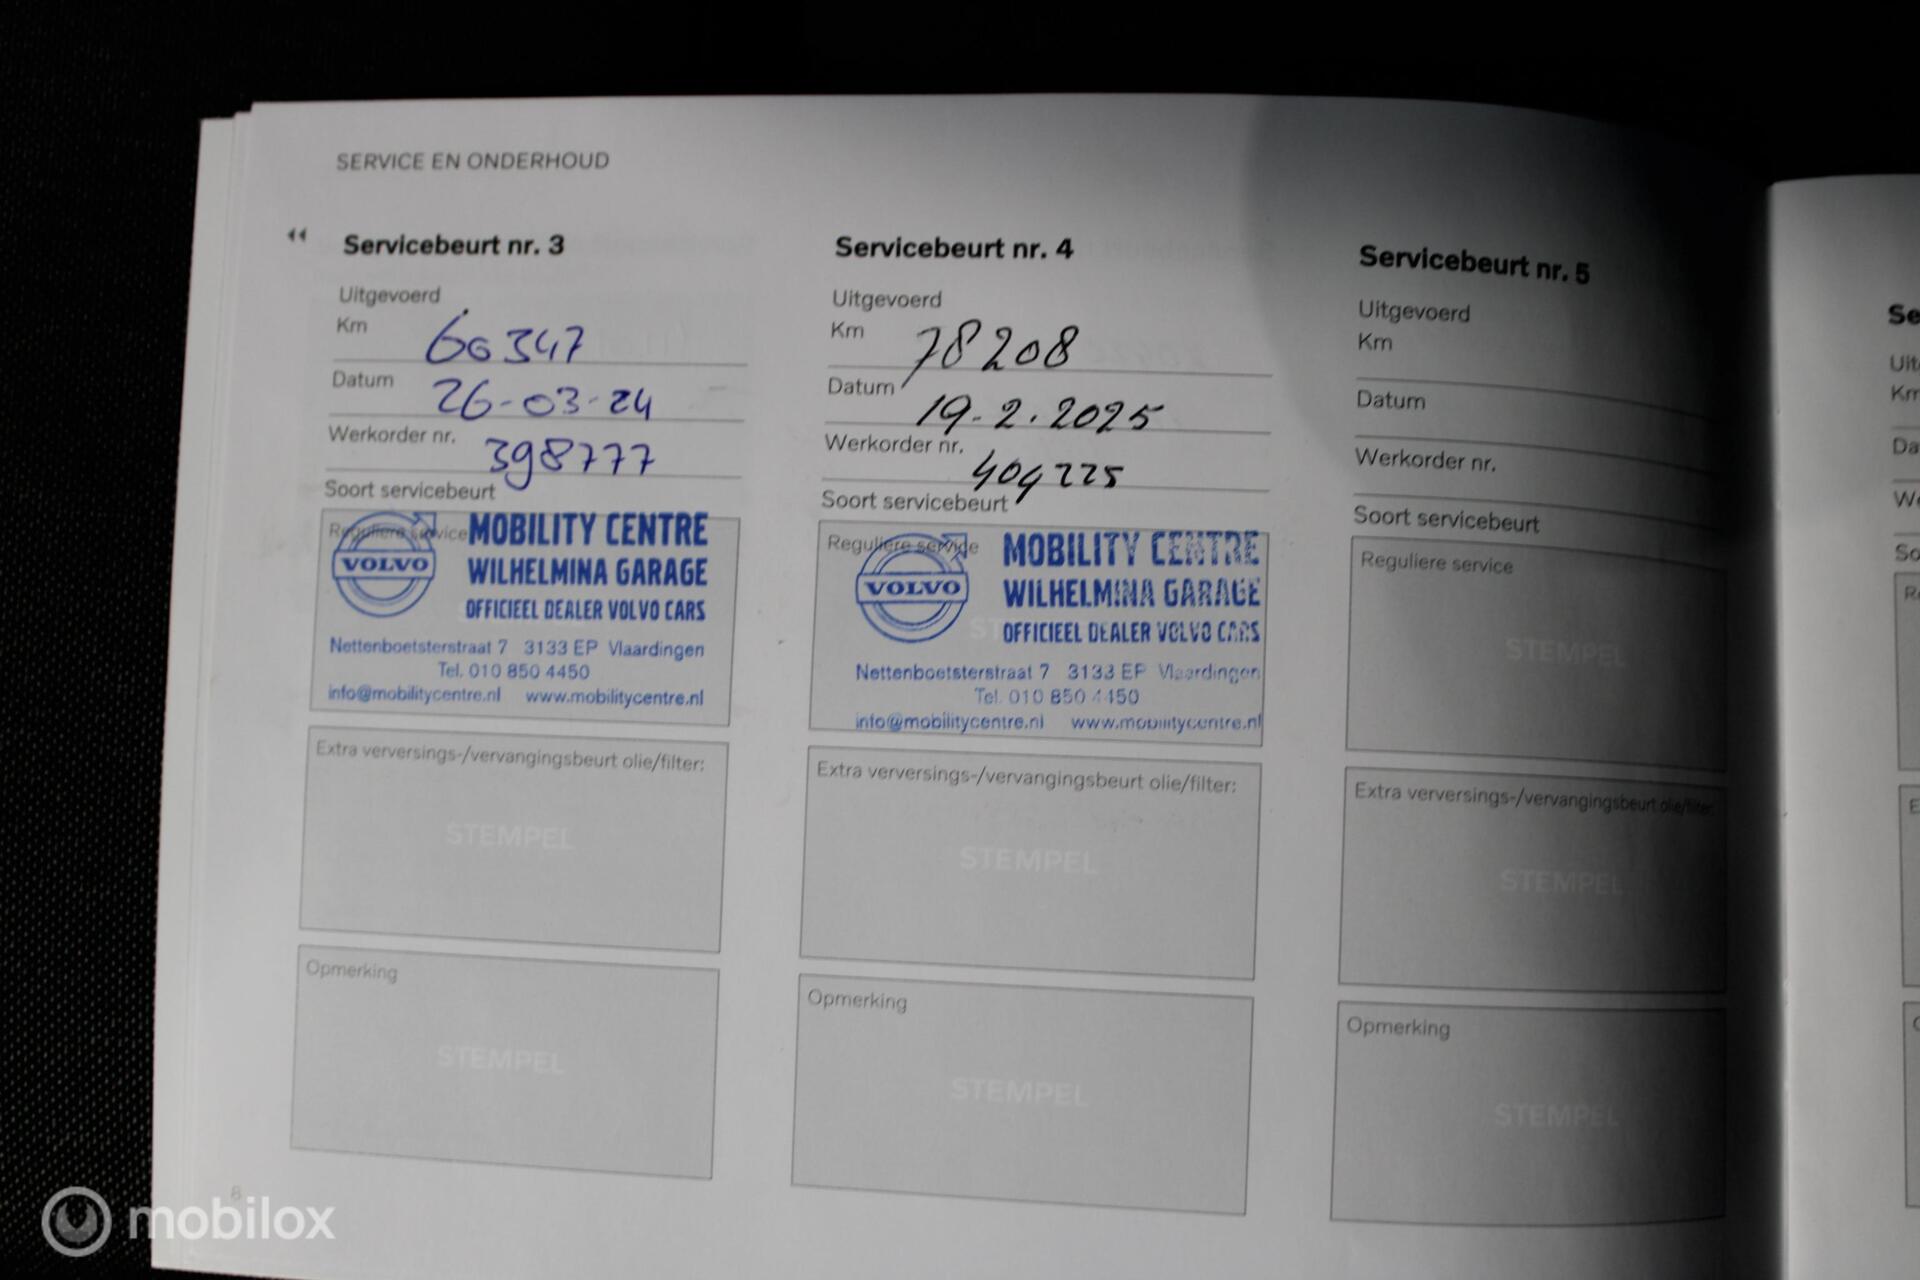 SERVICE EN ONDERHOUD
Servicebeurt nr. 3
Uitgevoerd
Km 60347
Datum 26-03-24
Werkorder nr. 398777
Soort servicebeurt
Reguliere service
VOLVO
MOBILITY CENTRE
WILHELMINA GARAGE
OFFICIEEL DEALER VOLVO CARS
Nettenboetsterstraat 7 3133 EP Vlaardingen
Tel. 010 850 4450
info@mobilitycentre.nl www.mobilitycentre.nl
Extra verversings-/vervangingsbeurt olie/filter:
STEMPEL
Opmerking
STEMPEL
Servicebeurt nr. 4
Uitgevoerd
Km 78208
Datum 19-2-2025
Werkorder nr. 409225
Soort servicebeurt
Reguliere service
VOLVO
MOBILITY CENTRE
WILHELMINA GARAGE
OFFICIEEL DEALER VOLVO CARS
Nettenboetsterstraat 7 3133 EP Vlaardingen
Tel. 010 850 4450
info@mobilitycentre.nl www.mobilitycentre.nl
Extra verversings-/vervangingsbeurt olie/filter:
STEMPEL
Opmerking
STEMPEL
Servicebeurt nr. 5
Uitgevoerd
Km
Datum
Werkorder nr.
Soort servicebeurt
Reguliere service
STEMPEL
Extra verversings-/vervangingsbeurt olie/filter:
STEMPEL
Opmerking
STEMPEL
8
mobilox